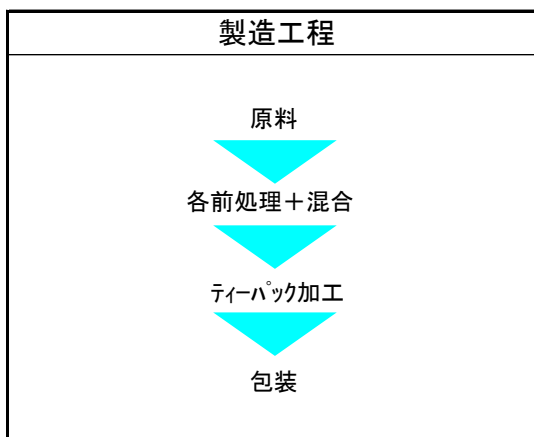 製造工程
原料
各前処理＋混合
ﾃｨｰﾊﾟｯｸ加工
包装